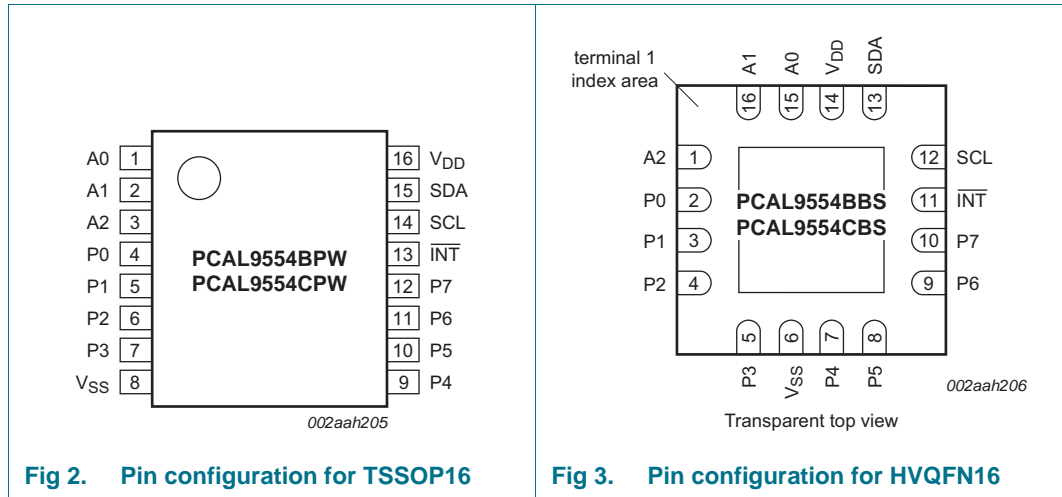 A0 1
A1 2
A2 3
P0 4
P1 5
P2 6
P3 7
VSS 8
PCAL9554BPW
PCAL9554CPW
16 VDD
15 SDA
14 SCL
13 INT
12 P7
11 P6
10 P5
9 P4
002aah205
Fig 2. Pin configuration for TSSOP16
terminal 1
index area
A1 A0 VDD SDA
16 15 14 13
A2 1
P0 2
P1 3
P2 4
PCAL9554BBS
PCAL9554CBS
12 SCL
11 INT
10 P7
9 P6
5 6 7 8
P3 VSS P4 P5
002aah206
Transparent top view
Fig 3. Pin configuration for HVQFN16